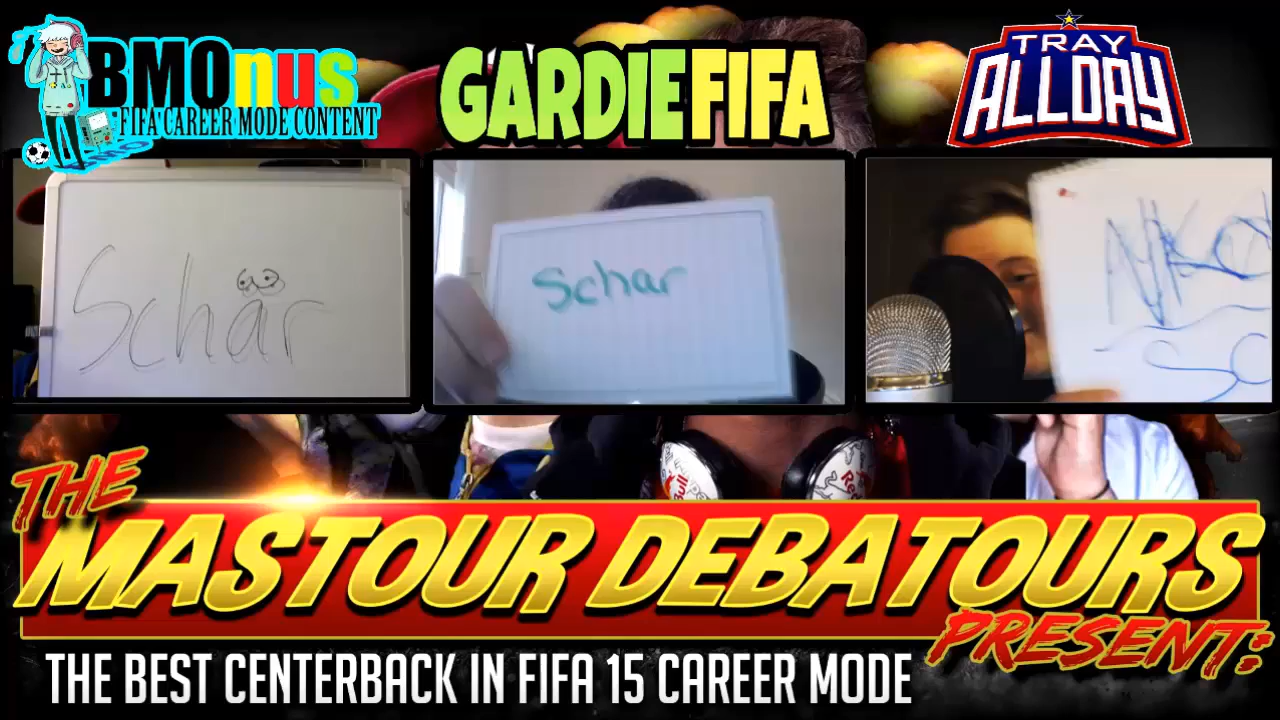 BMOnus
FIFA CAREER MODE CONTENT
GARDIEFIFA
TRAY
ALLDAY
Schär
Schar
THE
MASTOUR DEBATOURS
PRESENT:
THE BEST CENTERBACK IN FIFA 15 CAREER MODE